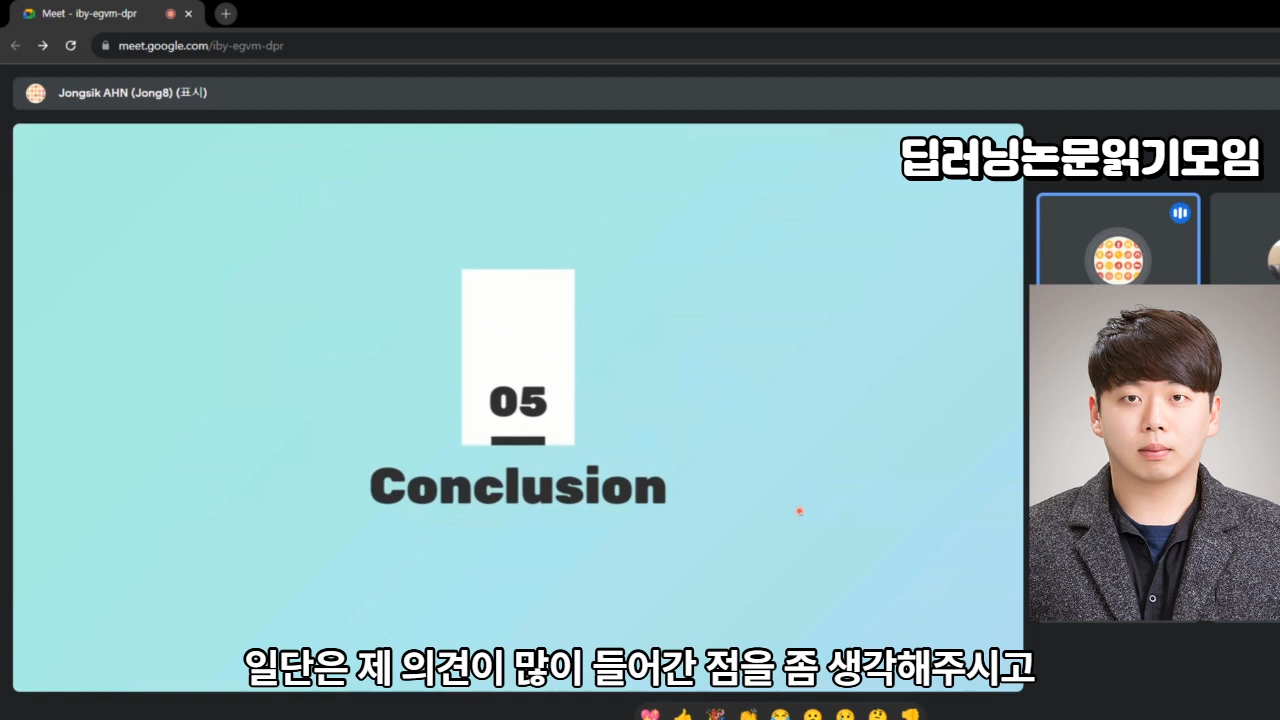 Meet - iby-egvm-dpr
meet.google.com/iby-egvm-dpr
Jongsik AHN (Jong8) (표시)
딥러닝논문읽기모임
05
Conclusion
일단은 제 의견이 많이 들어간 점을 좀 생각해주시고